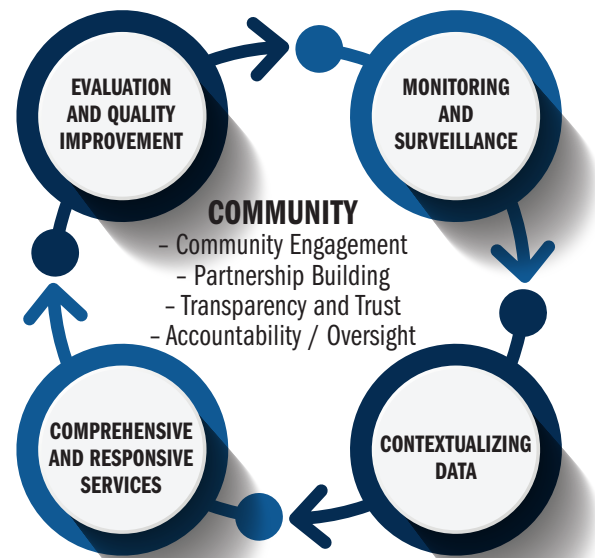 EVALUATION
AND QUALITY
IMPROVEMENT
MONITORING
AND
SURVEILLANCE
COMMUNITY
– Community Engagement
– Partnership Building
– Transparency and Trust
– Accountability / Oversight
COMPREHENSIVE
AND RESPONSIVE
SERVICES
CONTEXTUALIZING
DATA